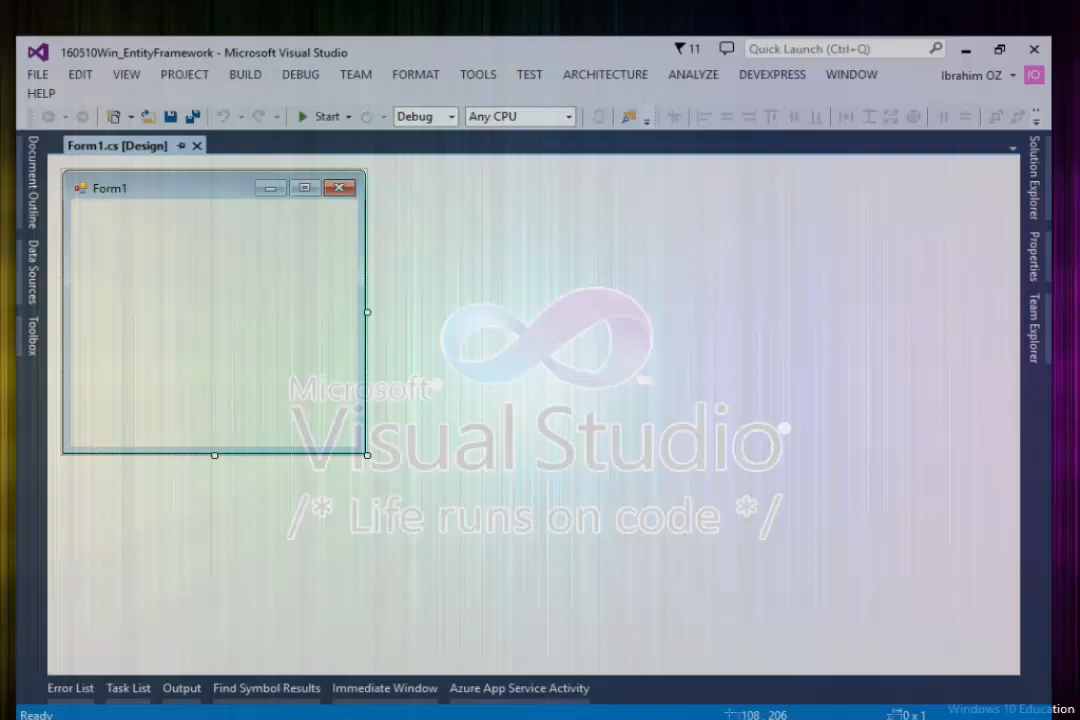 160510Win_EntityFramework - Microsoft Visual Studio
11
Quick Launch (Ctrl+Q)
FILE EDIT VIEW PROJECT BUILD DEBUG TEAM FORMAT TOOLS TEST ARCHITECTURE ANALYZE DEVEXPRESS WINDOW
Ibrahim OZ
IO
HELP
Start Debug Any CPU
Form1.cs [Design]
Document Outline
Data Sources
Toolbox
Form1
Solution Explorer
Properties
Team Explorer
Microsoft®
Visual Studio
™
/* Life runs on code */
Error List Task List Output Find Symbol Results Immediate Window Azure App Service Activity
Ready
108 , 206
0 x 1
Windows 10 Education